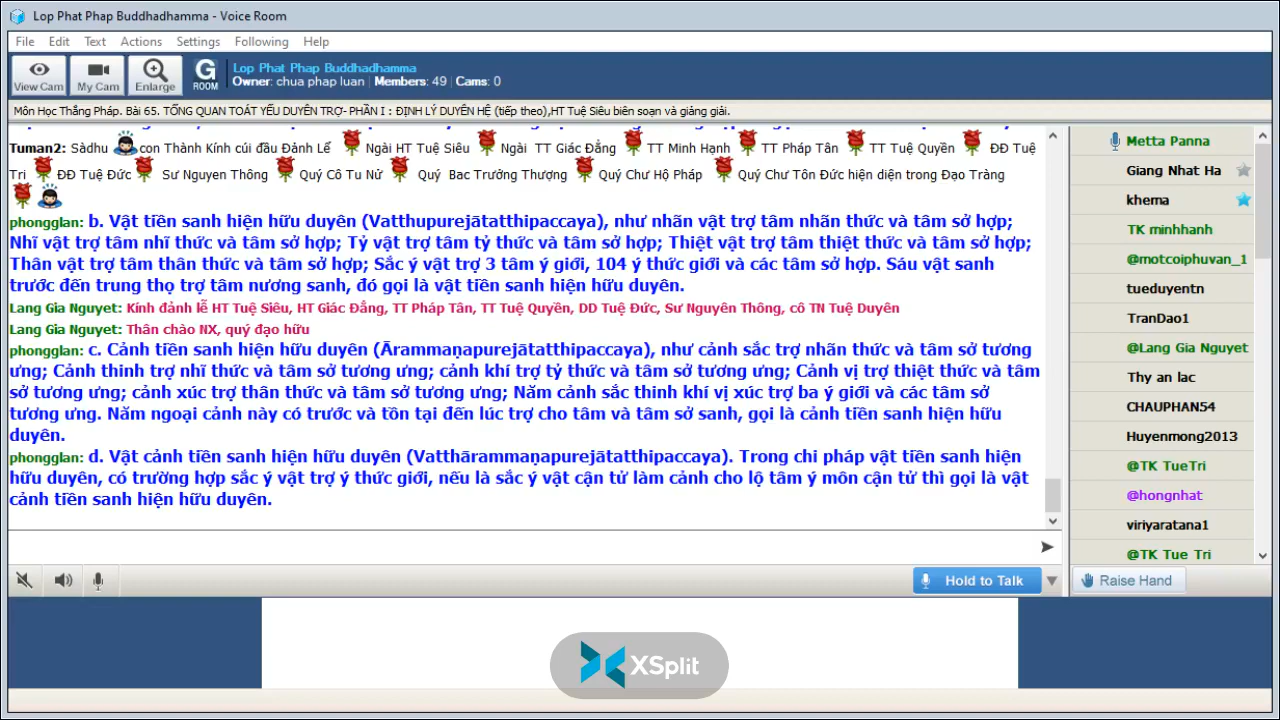 Lop Phat Phap Buddhadhamma - Voice Room
File Edit Text Actions Settings Following Help
View Cam My Cam Enlarge G ROOM
Lop Phat Phap Buddhadhamma
Owner: chua phap luan | Members: 49 | Cams: 0
Môn Học Thắng Pháp. Bài 65. TỔNG QUAN TOÁT YẾU DUYÊN TRỢ- PHẦN I : ĐỊNH LÝ DUYÊN HỆ (tiếp theo),HT Tuệ Siêu biên soạn và giảng giải.
Tuman2: Sàdhu con Thành Kính cúi đầu Đảnh Lể Ngài HT Tuệ Siêu Ngài TT Giác Đẳng TT Minh Hạnh TT Pháp Tân TT Tuệ Quyền ĐĐ Tuệ
Tri ĐĐ Tuệ Đức Sư Nguyen Thông Quý Cô Tu Nử Quý Bac Trưởng Thượng Quý Chư Hộ Pháp Quý Chư Tôn Đức hiện diện trong Đạo Tràng
phongglan: b. Vật tiền sanh hiện hữu duyên (Vatthupurejātatthipaccaya), như nhãn vật trợ tâm nhãn thức và tâm sở hợp;
Nhĩ vật trợ tâm nhĩ thức và tâm sở hợp; Tỷ vật trợ tâm tỷ thức và tâm sở hợp; Thiệt vật trợ tâm thiệt thức và tâm sở hợp;
Thân vật trợ tâm thân thức và tâm sở hợp; Sắc ý vật trợ 3 tâm ý giới, 104 ý thức giới và các tâm sở hợp. Sáu vật sanh
trước đến trung thọ trợ tâm nương sanh, đó gọi là vật tiền sanh hiện hữu duyên.
Lang Gia Nguyet: Kính đảnh lễ HT Tuệ Siêu, HT Giác Đẳng, TT Pháp Tân, TT Tuệ Quyền, DD Tuệ Đức, Sư Nguyên Thông, cô TN Tuệ Duyên
Lang Gia Nguyet: Thân chào NX, quý đạo hữu
phongglan: c. Cảnh tiền sanh hiện hữu duyên (Ārammaṇapurejātatthipaccaya), như cảnh sắc trợ nhãn thức và tâm sở tương
ưng; Cảnh thinh trợ nhĩ thức và tâm sở tương ưng; cảnh khí trợ tỷ thức và tâm sở tương ưng; Cảnh vị trợ thiệt thức và tâm
sở tương ưng; cảnh xúc trợ thân thức và tâm sở tương ưng; Năm cảnh sắc thinh khí vị xúc trợ ba ý giới và các tâm sở
tương ưng. Năm ngoại cảnh này có trước và tồn tại đến lúc trợ cho tâm và tâm sở sanh, gọi là cảnh tiền sanh hiện hữu
duyên.
phongglan: d. Vật cảnh tiền sanh hiện hữu duyên (Vatthārammaṇapurejātatthipaccaya). Trong chi pháp vật tiền sanh hiện
hữu duyên, có trường hợp sắc ý vật trợ ý thức giới, nếu là sắc ý vật cận tử làm cảnh cho lộ tâm ý môn cận tử thì gọi là vật
cảnh tiền sanh hiện hữu duyên.
Metta Panna
Giang Nhat Ha
khema
TK minhhanh
@motcoiphuvan_1
tueduyentn
TranDao1
@Lang Gia Nguyet
Thy an lac
CHAUPHAN54
Huyenmong2013
@TK TueTri
@hongnhat
viriyaratana1
@TK Tue Tri
Hold to Talk
Raise Hand
XSplit